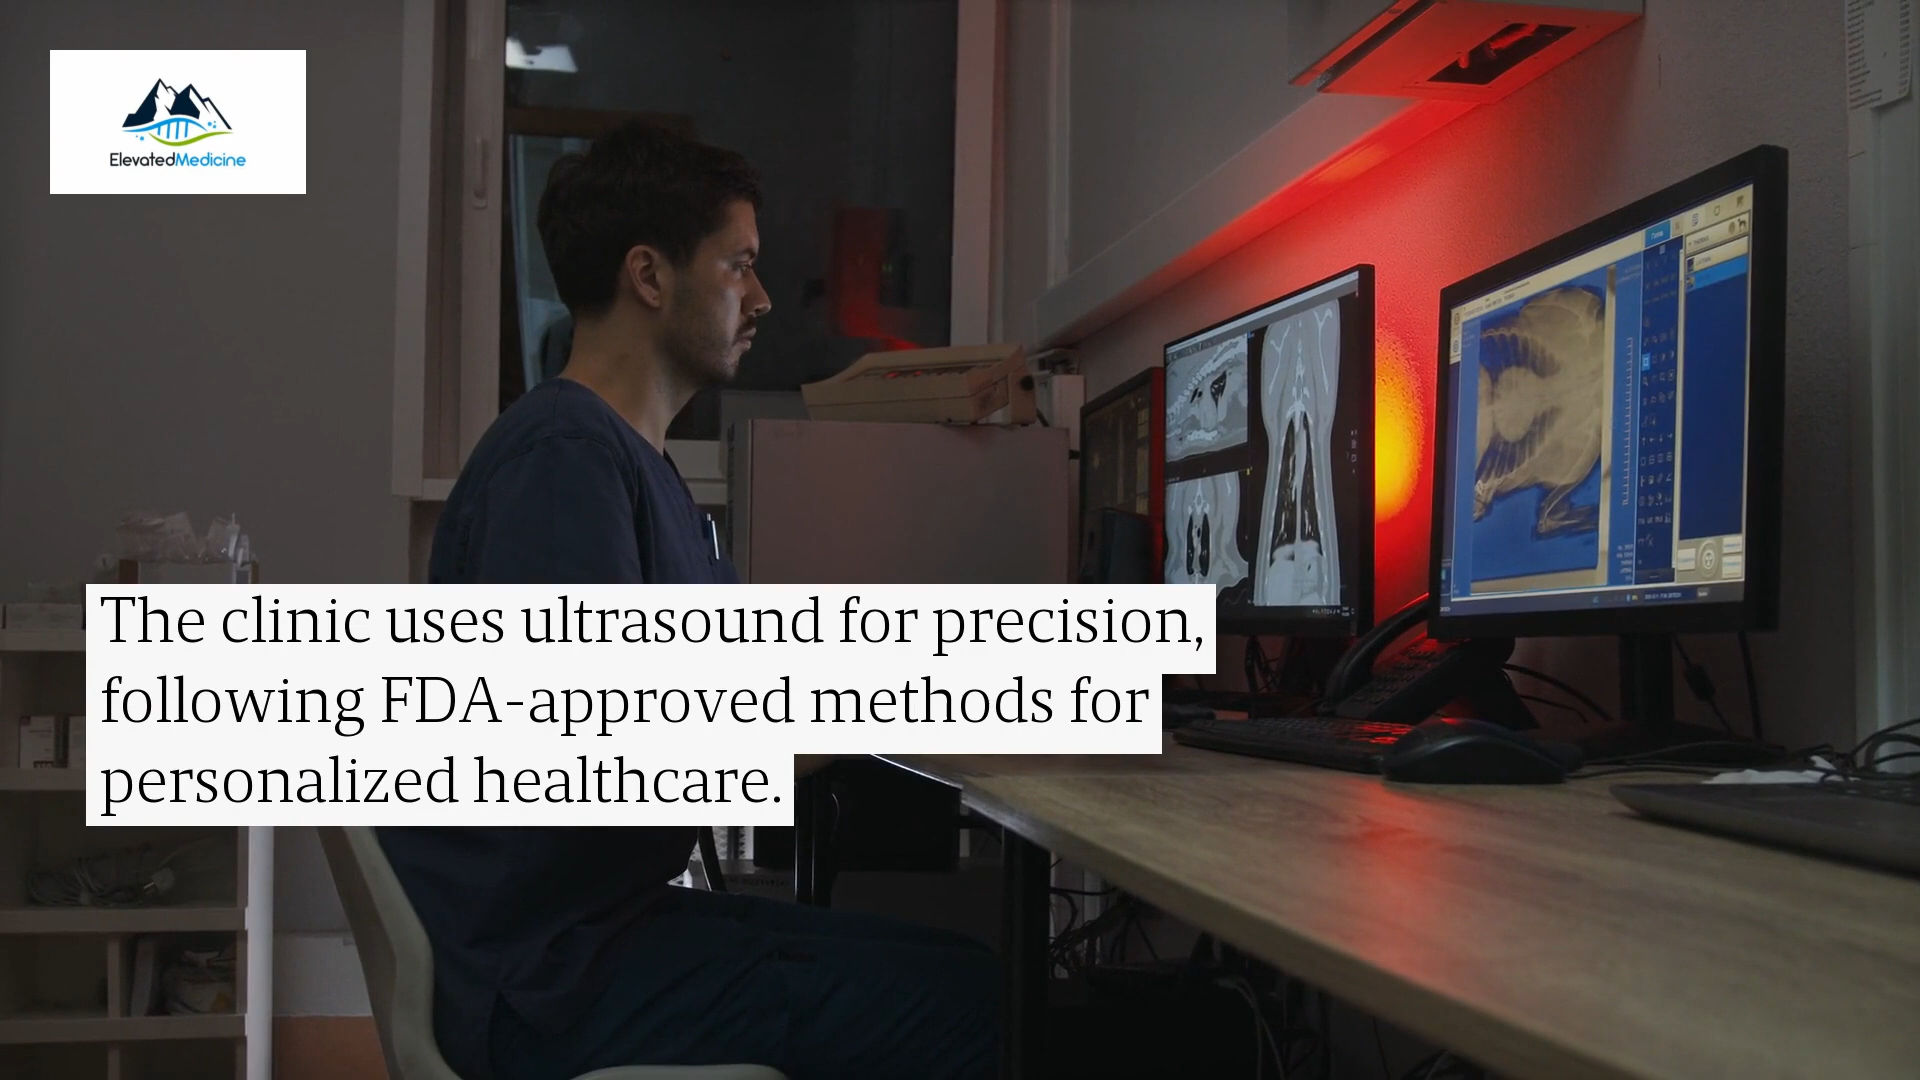 ElevatedMedicine
The clinic uses ultrasound for precision,
following FDA-approved methods for
personalized healthcare.